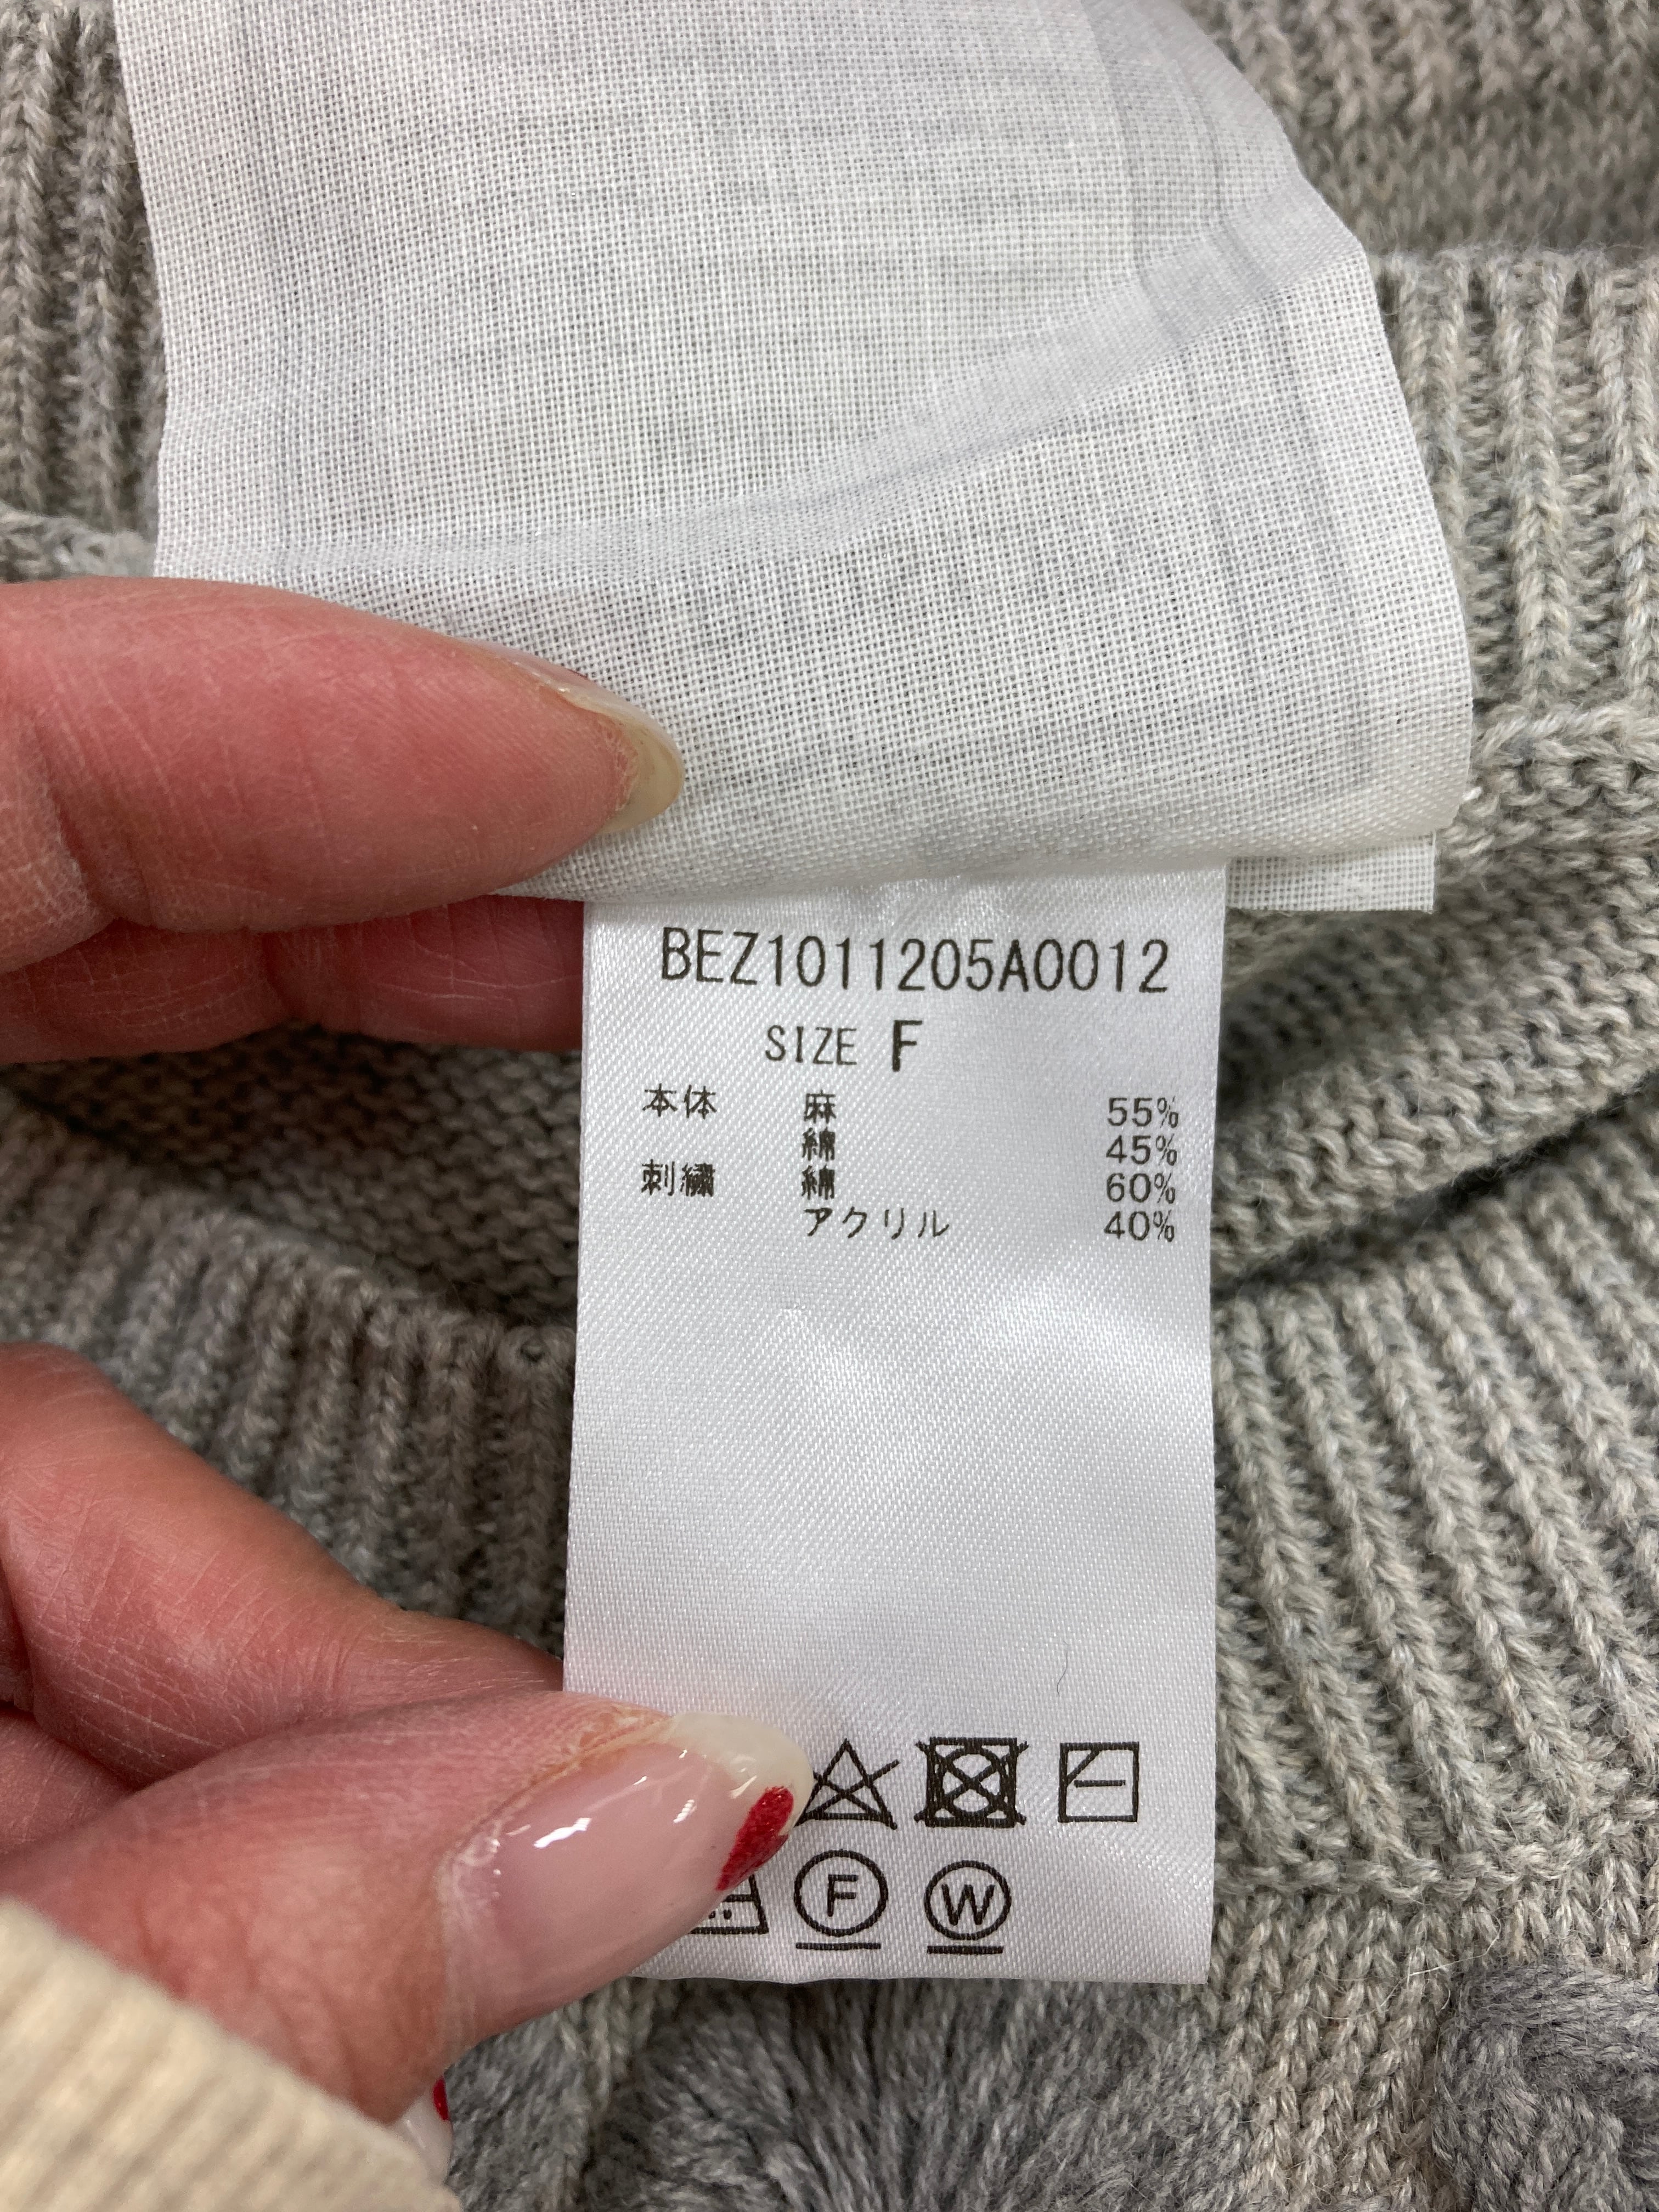 BEZ1011205A0012
SIZE F
本体 麻 55%
綿 45%
刺繍 綿 60%
アクリル 40%
F W